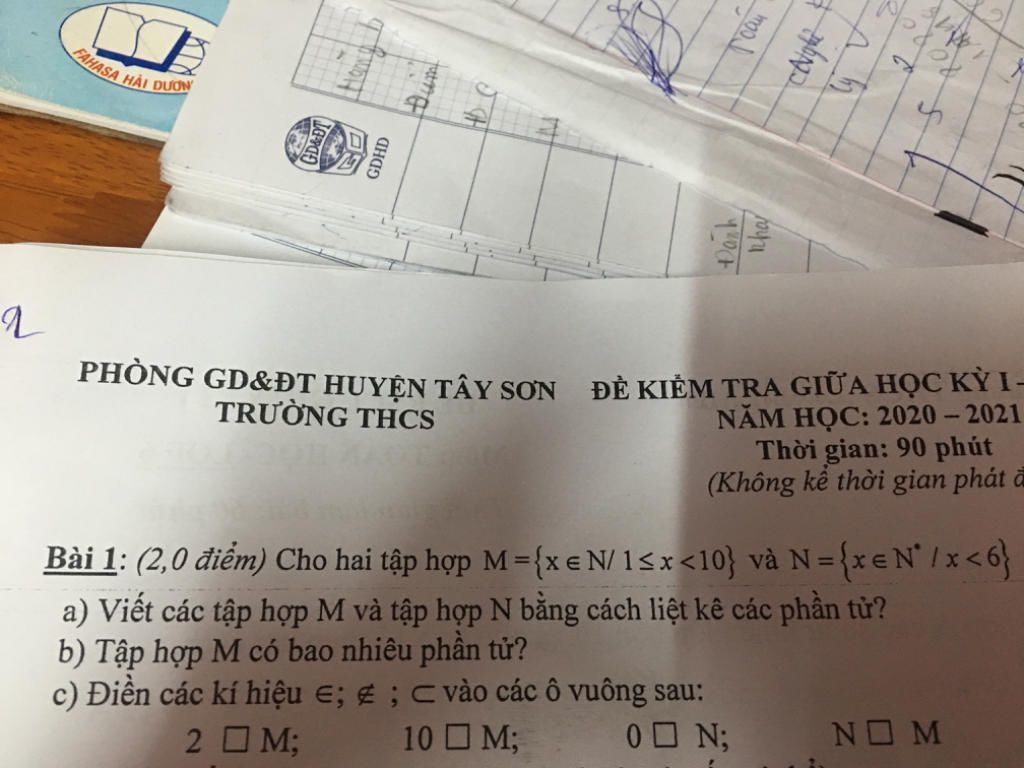 FAHASA HẢI DƯƠN
GD&ĐT
GDHD
Toán
Lý
Đánh
PHÒNG GD&ĐT HUYỆN TÂY SƠN
TRƯỜNG THCS
ĐỀ KIỂM TRA GIỮA HỌC KỲ I –
NĂM HỌC: 2020 – 2021
Thời gian: 90 phút
(Không kể thời gian phát đ
Bài 1: (2,0 điểm) Cho hai tập hợp M = {x ∈ N/ 1 ≤ x < 10} và N = {x ∈ N* / x < 6}
a) Viết các tập hợp M và tập hợp N bằng cách liệt kê các phần tử?
b) Tập hợp M có bao nhiêu phần tử?
c) Điền các kí hiệu ∈; ∉ ; ⊂ vào các ô vuông sau:
2 □ M; 10 □ M; 0 □ N; N □ M